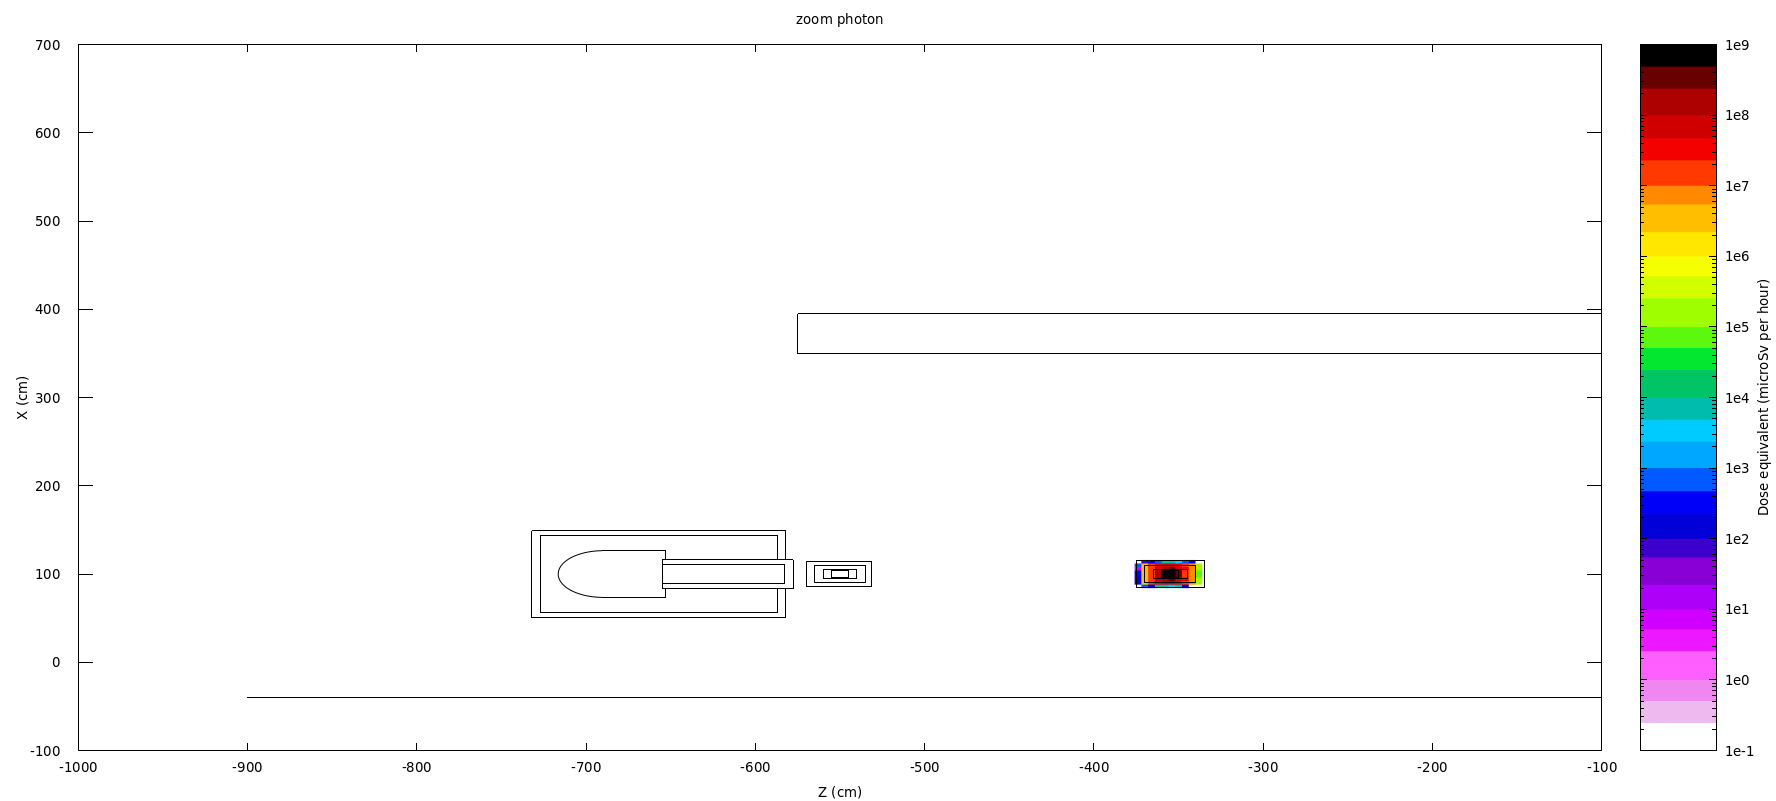 zoom photon
700
600
500
400
300
200
100
0
-100
X (cm)
-1000
-900
-800
-700
-600
-500
-400
-300
-200
-100
Z (cm)
1e9
1e8
1e7
1e6
1e5
1e4
1e3
1e2
1e1
1e0
1e-1
Dose equivalent (microSv per hour)